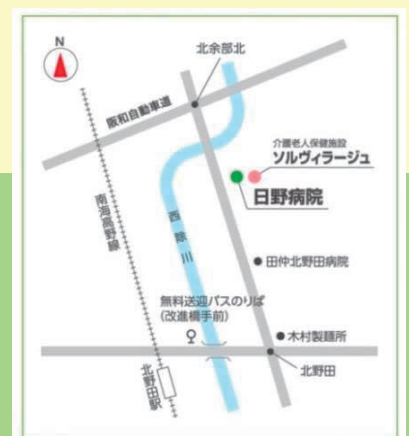 N
北余部北
阪和自動車道
介護老人保健施設
ソルヴィラージュ
日野病院
南海高野線
西除川
田仲北野田病院
無料送迎バスのりば
(改進橋手前)
木村製麺所
北野田駅
北野田